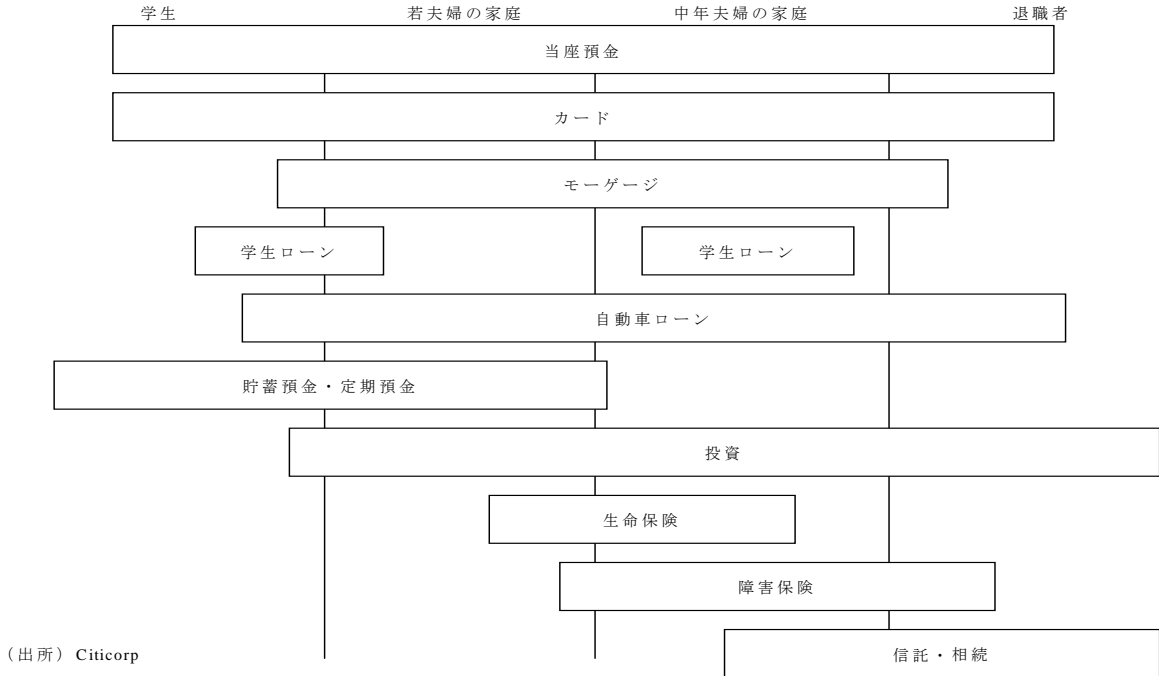 学生 若夫婦の家庭 中年夫婦の家庭 退職者
当座預金
カード
モーゲージ
学生ローン 学生ローン
自動車ローン
貯蓄預金・定期預金
投資
生命保険
障害保険
（出所）Citicorp 信託・相続